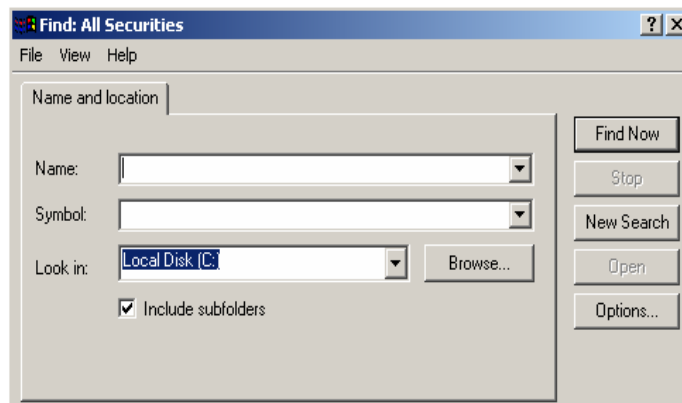 Find: All Securities
File View Help
Name and location
Find Now
Name:
Stop
Symbol:
New Search
Look in: Local Disk (C:) Browse...
Open
Include subfolders
Options...